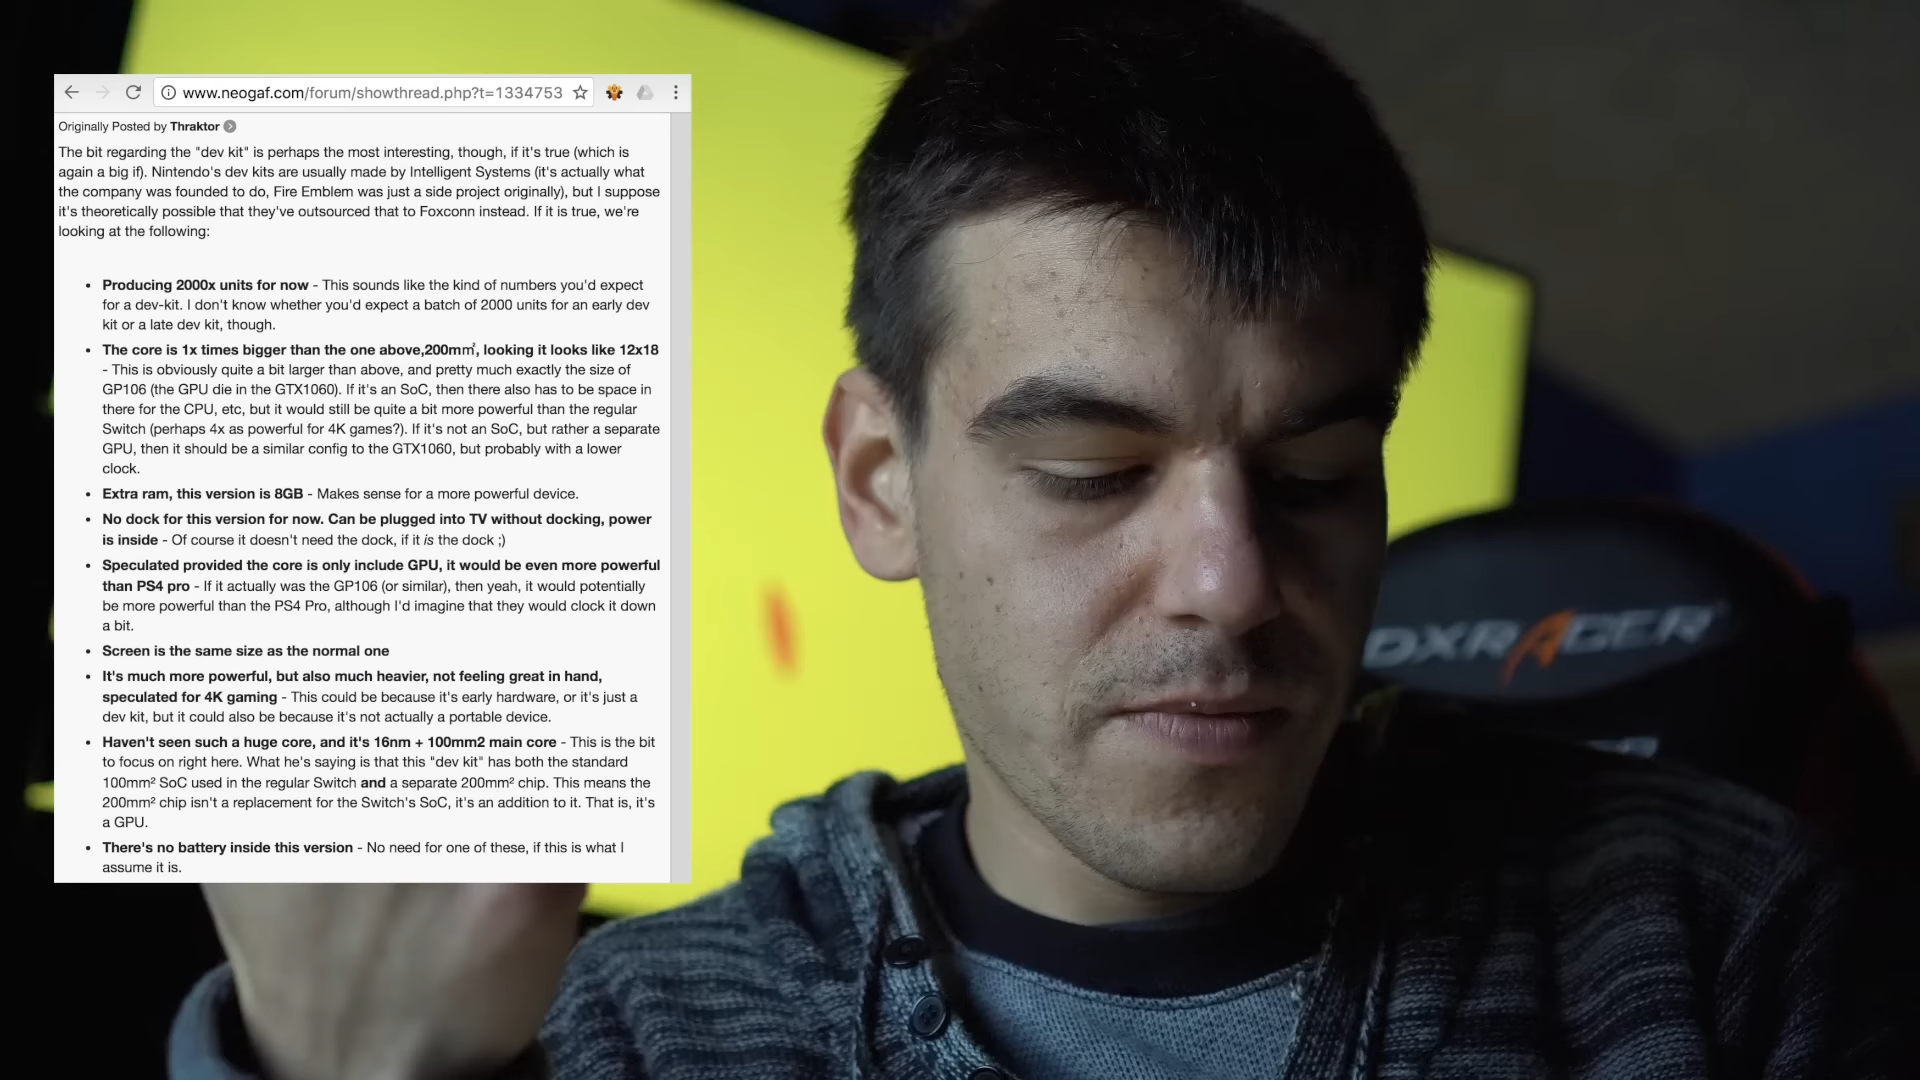 www.neogaf.com/forum/showthread.php?t=1334753
Originally Posted by Thraktor
The bit regarding the "dev kit" is perhaps the most interesting, though, if it's true (which is
again a big if). Nintendo's dev kits are usually made by Intelligent Systems (it's actually what
the company was founded to do, Fire Emblem was just a side project originally), but I suppose
it's theoretically possible that they've outsourced that to Foxconn instead. If it is true, we're
looking at the following:
• Producing 2000x units for now - This sounds like the kind of numbers you'd expect
for a dev-kit. I don't know whether you'd expect a batch of 2000 units for an early dev
kit or a late dev kit, though.
• The core is 1x times bigger than the one above,200m㎡, looking it looks like 12x18
- This is obviously quite a bit larger than above, and pretty much exactly the size of
GP106 (the GPU die in the GTX1060). If it's an SoC, then there also has to be space in
there for the CPU, etc, but it would still be quite a bit more powerful than the regular
Switch (perhaps 4x as powerful for 4K games?). If it's not an SoC, but rather a separate
GPU, then it should be a similar config to the GTX1060, but probably with a lower
clock.
• Extra ram, this version is 8GB - Makes sense for a more powerful device.
• No dock for this version for now. Can be plugged into TV without docking, power
is inside - Of course it doesn't need the dock, if it is the dock ;)
• Speculated provided the core is only include GPU, it would be even more powerful
than PS4 pro - If it actually was the GP106 (or similar), then yeah, it would potentially
be more powerful than the PS4 Pro, although I'd imagine that they would clock it down
a bit.
• Screen is the same size as the normal one
• It's much more powerful, but also much heavier, not feeling great in hand,
speculated for 4K gaming - This could be because it's early hardware, or it's just a
dev kit, but it could also be because it's not actually a portable device.
• Haven't seen such a huge core, and it's 16nm + 100mm2 main core - This is the bit
to focus on right here. What he's saying is that this "dev kit" has both the standard
100mm² SoC used in the regular Switch and a separate 200mm² chip. This means the
200mm² chip isn't a replacement for the Switch's SoC, it's an addition to it. That is, it's
a GPU.
• There's no battery inside this version - No need for one of these, if this is what I
assume it is.
DXRACER